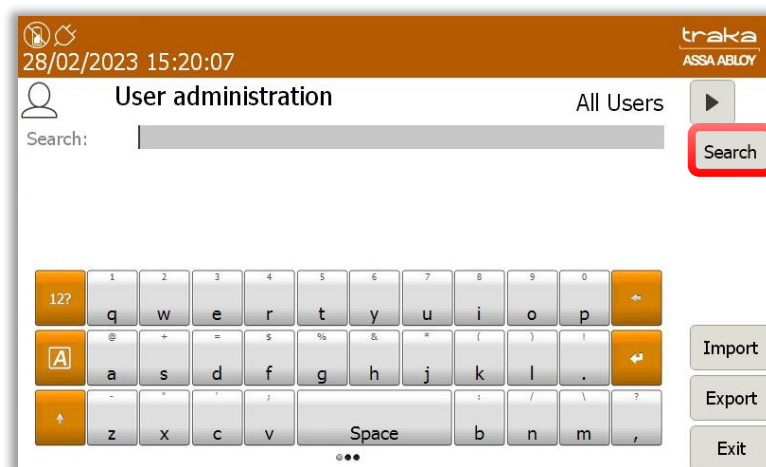 28/02/2023 15:20:07
traka
ASSA ABLOY
User administration
All Users
Search:
Search
1 2 3 4 5 6 7 8 9 0
12? q w e r t y u i o p
@ + = $ % & * ( ) !
A a s d f g h j k l .
- " ' ; : / \ ?
z x c v Space b n m ,
Import
Export
Exit